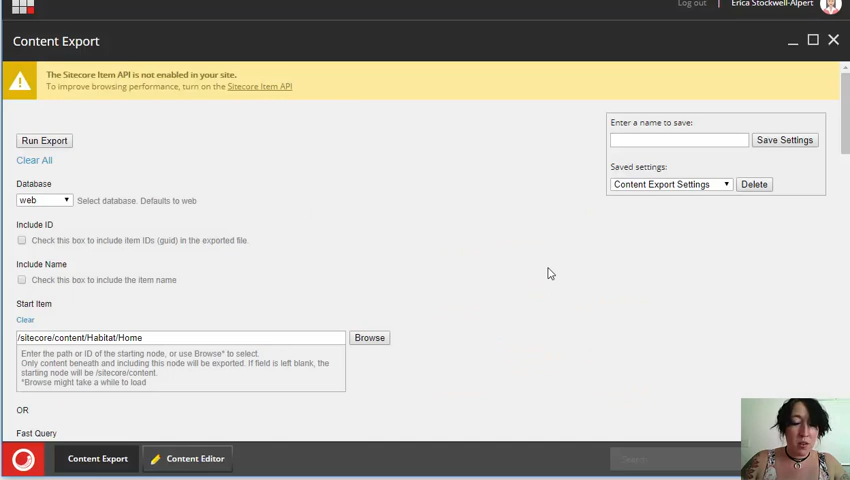 Log out | Erica Stockwell-Alpert
Content Export
The Sitecore Item API is not enabled in your site.
To improve browsing performance, turn on the Sitecore Item API
Enter a name to save:
Save Settings
Saved settings:
Content Export Settings Delete
Run Export
Clear All
Database
web Select database. Defaults to web
Include ID
Check this box to include item IDs (guid) in the exported file.
Include Name
Check this box to include the item name
Start Item
Clear
/sitecore/content/Habitat/Home Browse
Enter the path or ID of the starting node, or use Browse* to select.
Only content beneath and including this node will be exported. If field is left blank, the
starting node will be /sitecore/content.
*Browse might take a while to load
OR
Fast Query
Content Export Content Editor